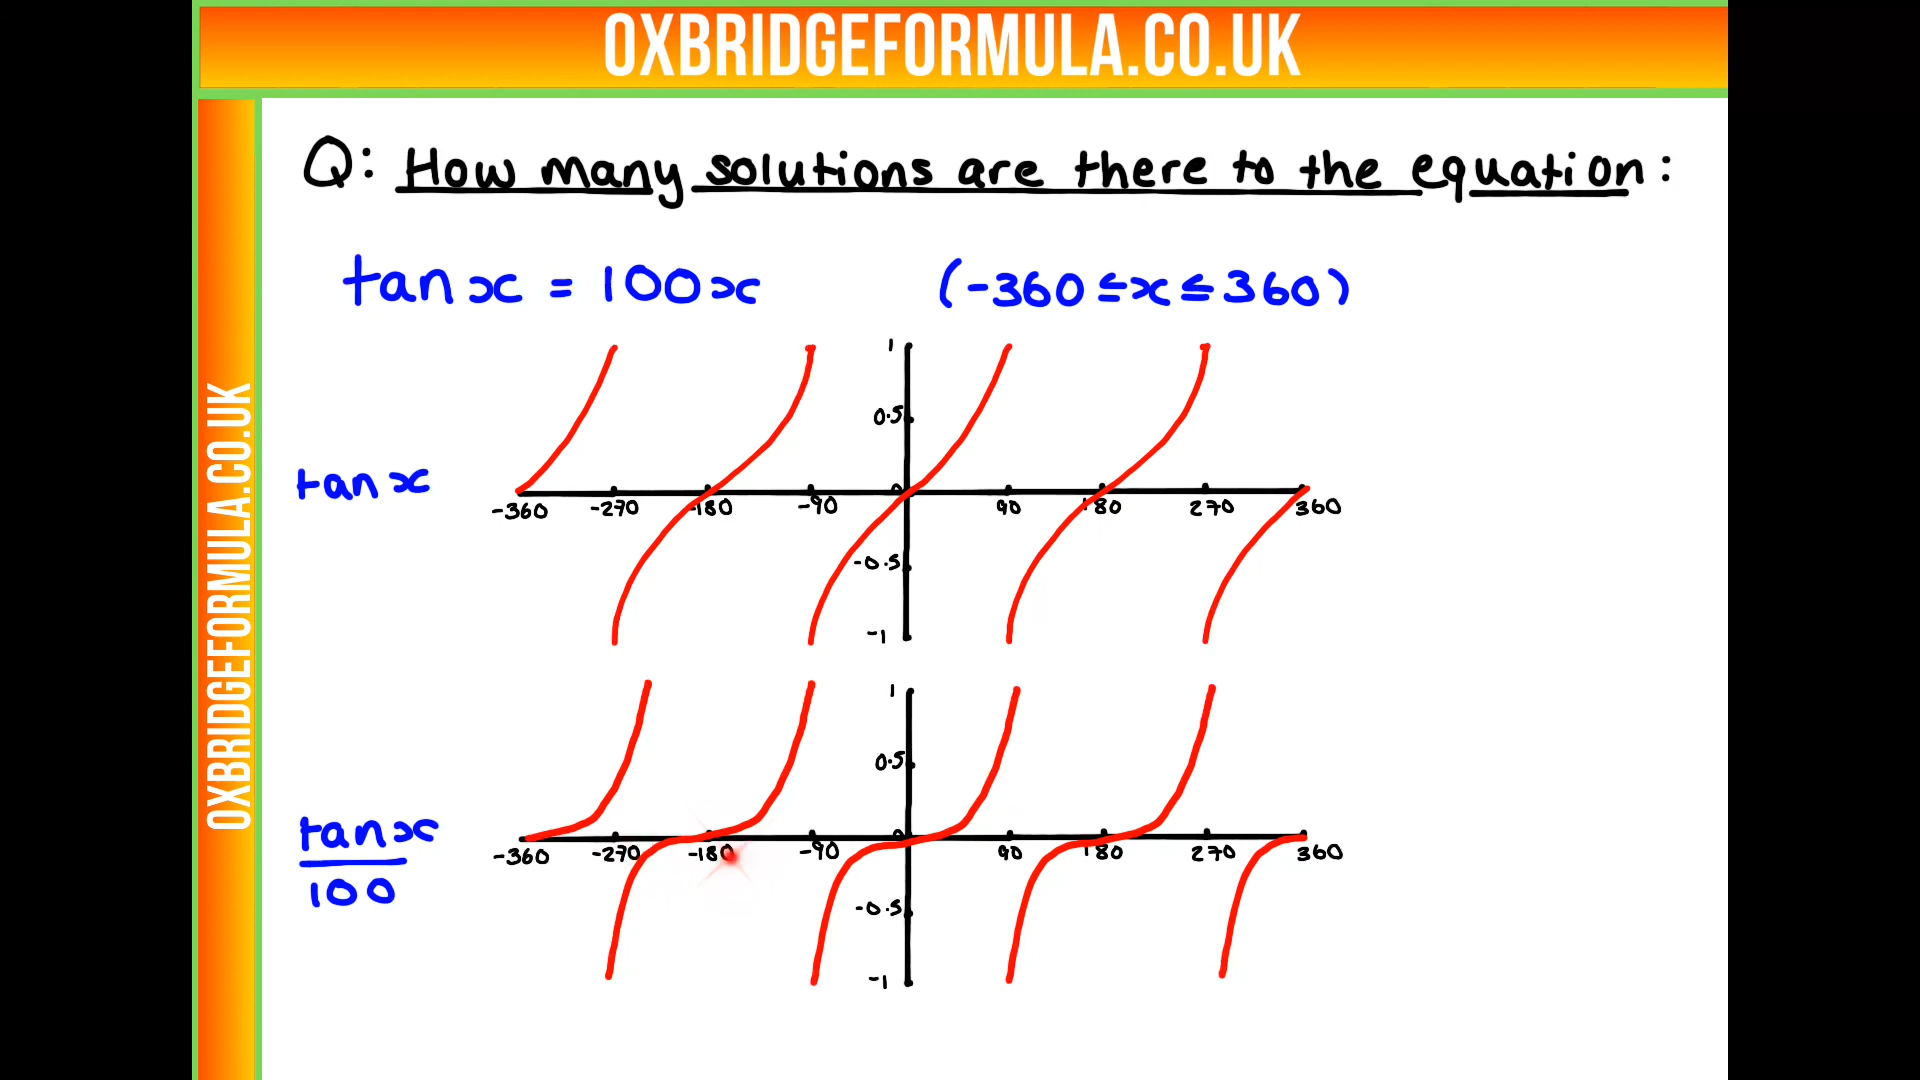 OXBRIDGEFORMULA.CO.UK
OXBRIDGEFORMULA.CO.UK
Q: How many solutions are there to the equation:
tan x = 100x (-360 ≤ x ≤ 360)
1
0.5
tan x
-360 -270 -180 -90 0 90 180 270 360
-0.5
-1
1
0.5
tan x
100
-360 -270 -180 -90 0 90 180 270 360
-0.5
-1